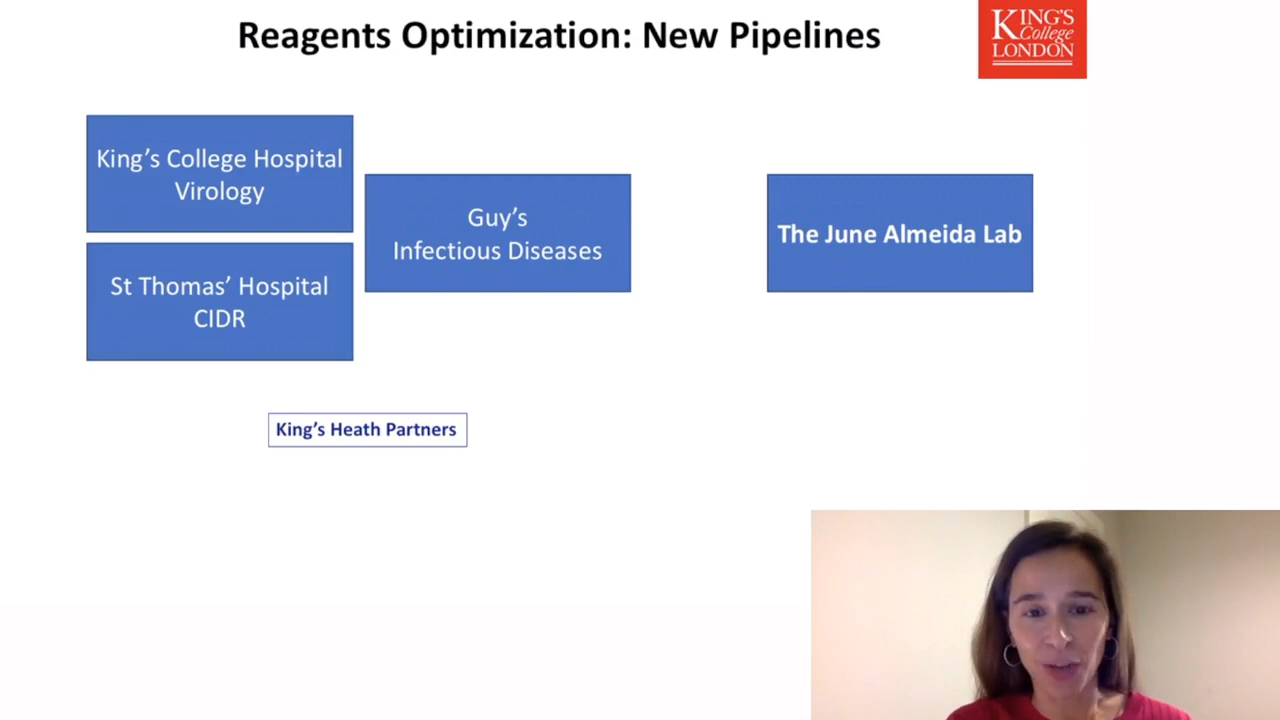 Reagents Optimization: New Pipelines
KING'S
College
LONDON
King's College Hospital
Virology
Guy's
Infectious Diseases
The June Almeida Lab
St Thomas' Hospital
CIDR
King's Heath Partners